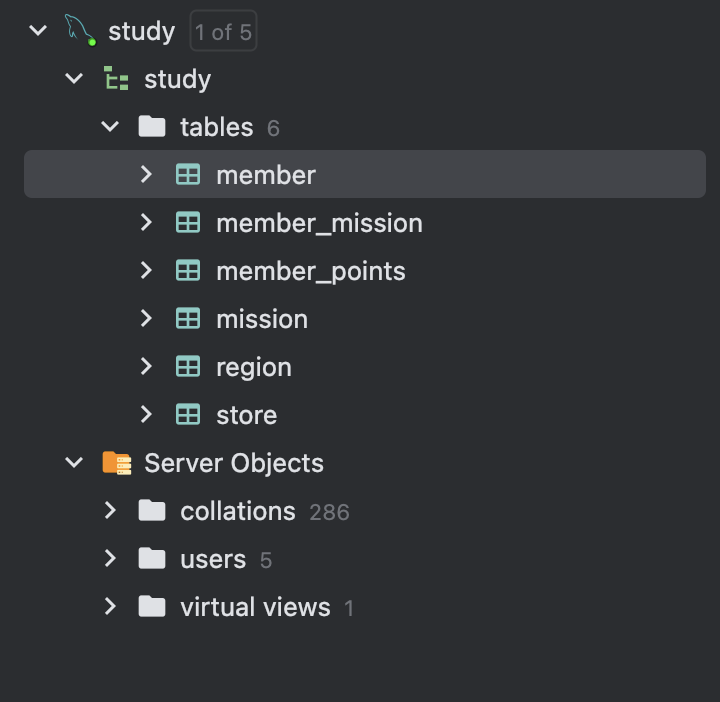 study 1 of 5
study
tables 6
member
member_mission
member_points
mission
region
store
Server Objects
collations 286
users 5
virtual views 1